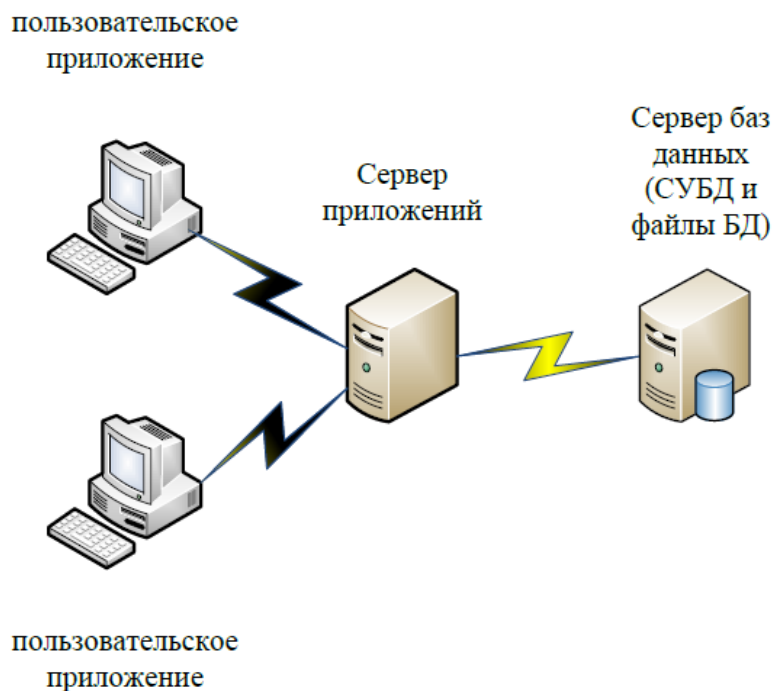 пользовательское
приложение
Сервер баз
данных
(СУБД и
файлы БД)
Сервер
приложений
пользовательское
приложение